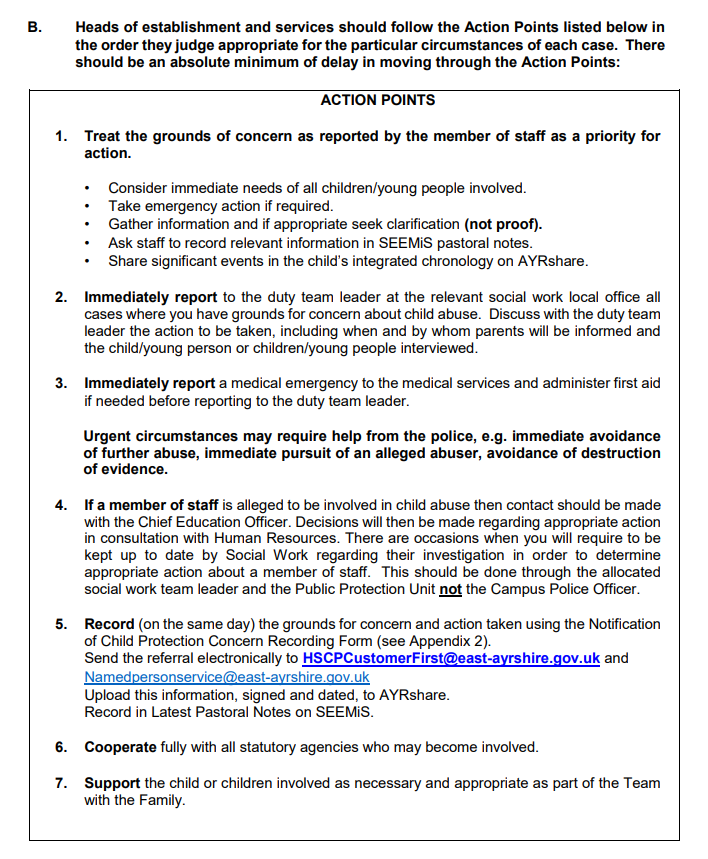 B. Heads of establishment and services should follow the Action Points listed below in
the order they judge appropriate for the particular circumstances of each case. There
should be an absolute minimum of delay in moving through the Action Points:
ACTION POINTS
1. Treat the grounds of concern as reported by the member of staff as a priority for
action.
• Consider immediate needs of all children/young people involved.
• Take emergency action if required.
• Gather information and if appropriate seek clarification (not proof).
• Ask staff to record relevant information in SEEMiS pastoral notes.
• Share significant events in the child's integrated chronology on AYRshare.
2. Immediately report to the duty team leader at the relevant social work local office all
cases where you have grounds for concern about child abuse. Discuss with the duty team
leader the action to be taken, including when and by whom parents will be informed and
the child/young person or children/young people interviewed.
3. Immediately report a medical emergency to the medical services and administer first aid
if needed before reporting to the duty team leader.
Urgent circumstances may require help from the police, e.g. immediate avoidance
of further abuse, immediate pursuit of an alleged abuser, avoidance of destruction
of evidence.
4. If a member of staff is alleged to be involved in child abuse then contact should be made
with the Chief Education Officer. Decisions will then be made regarding appropriate action
in consultation with Human Resources. There are occasions when you will require to be
kept up to date by Social Work regarding their investigation in order to determine
appropriate action about a member of staff. This should be done through the allocated
social work team leader and the Public Protection Unit not the Campus Police Officer.
5. Record (on the same day) the grounds for concern and action taken using the Notification
of Child Protection Concern Recording Form (see Appendix 2).
Send the referral electronically to HSCPCustomerFirst@east-ayrshire.gov.uk and
Namedpersonservice@east-ayrshire.gov.uk
Upload this information, signed and dated, to AYRshare.
Record in Latest Pastoral Notes on SEEMiS.
6. Cooperate fully with all statutory agencies who may become involved.
7. Support the child or children involved as necessary and appropriate as part of the Team
with the Family.